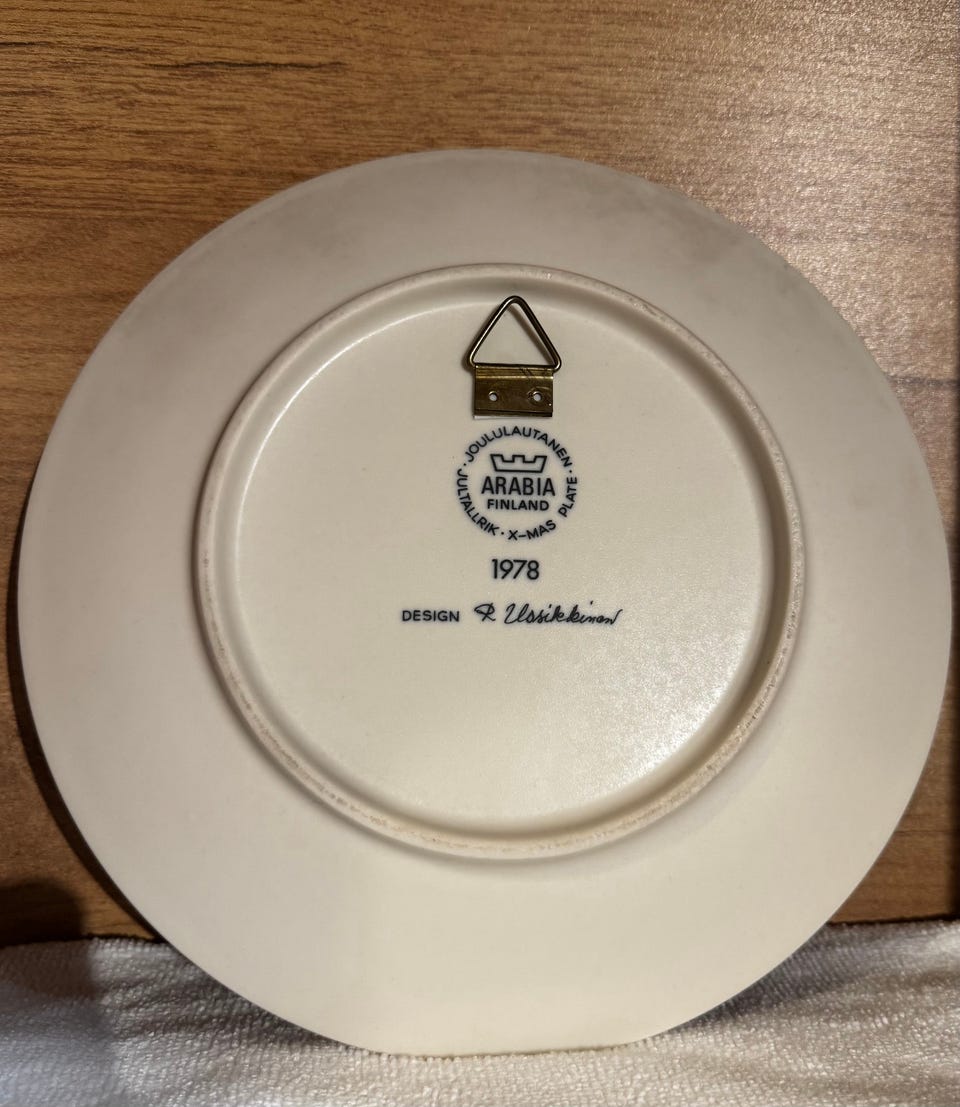 · JOULULAUTANEN ·
ARABIA
FINLAND
JULTALLRIK · X-MAS PLATE
1978
DESIGN R Uosikkinen